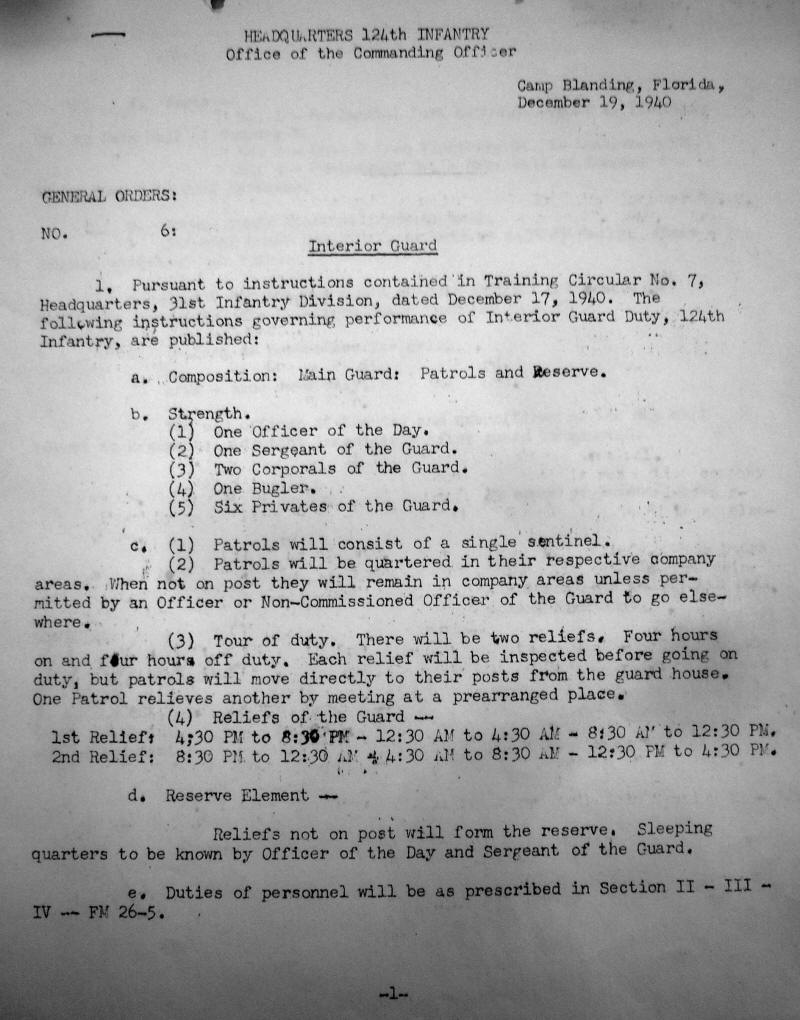 HEADQUARTERS 124th INFANTRY
Office of the Commanding Officer
Camp Blanding, Florida,
December 19, 1940
GENERAL ORDERS:
NO. 6:
Interior Guard
1. Pursuant to instructions contained in Training Circular No. 7,
Headquarters, 31st Infantry Division, dated December 17, 1940. The
following instructions governing performance of Interior Guard Duty, 124th
Infantry, are published:
a. Composition: Main Guard: Patrols and Reserve.
b. Strength.
(1) One Officer of the Day.
(2) One Sergeant of the Guard.
(3) Two Corporals of the Guard.
(4) One Bugler.
(5) Six Privates of the Guard.
c. (1) Patrols will consist of a single sentinel.
(2) Patrols will be quartered in their respective company
areas. When not on post they will remain in company areas unless per-
mitted by an Officer or Non-Commissioned Officer of the Guard to go else-
where.
(3) Tour of duty. There will be two reliefs. Four hours
on and four hours off duty. Each relief will be inspected before going on
duty, but patrols will move directly to their posts from the guard house.
One Patrol relieves another by meeting at a prearranged place.
(4) Reliefs of the Guard --
1st Relief: 4:30 PM to 8:30 PM - 12:30 AM to 4:30 AM - 8:30 AM to 12:30 PM.
2nd Relief: 8:30 PM to 12:30 AM - 4:30 AM to 8:30 AM - 12:30 PM to 4:30 PM.
d. Reserve Element --
Reliefs not on post will form the reserve. Sleeping
quarters to be known by Officer of the Day and Sergeant of the Guard.
e. Duties of personnel will be as prescribed in Section II - III -
IV -- FM 26-5.
-1-